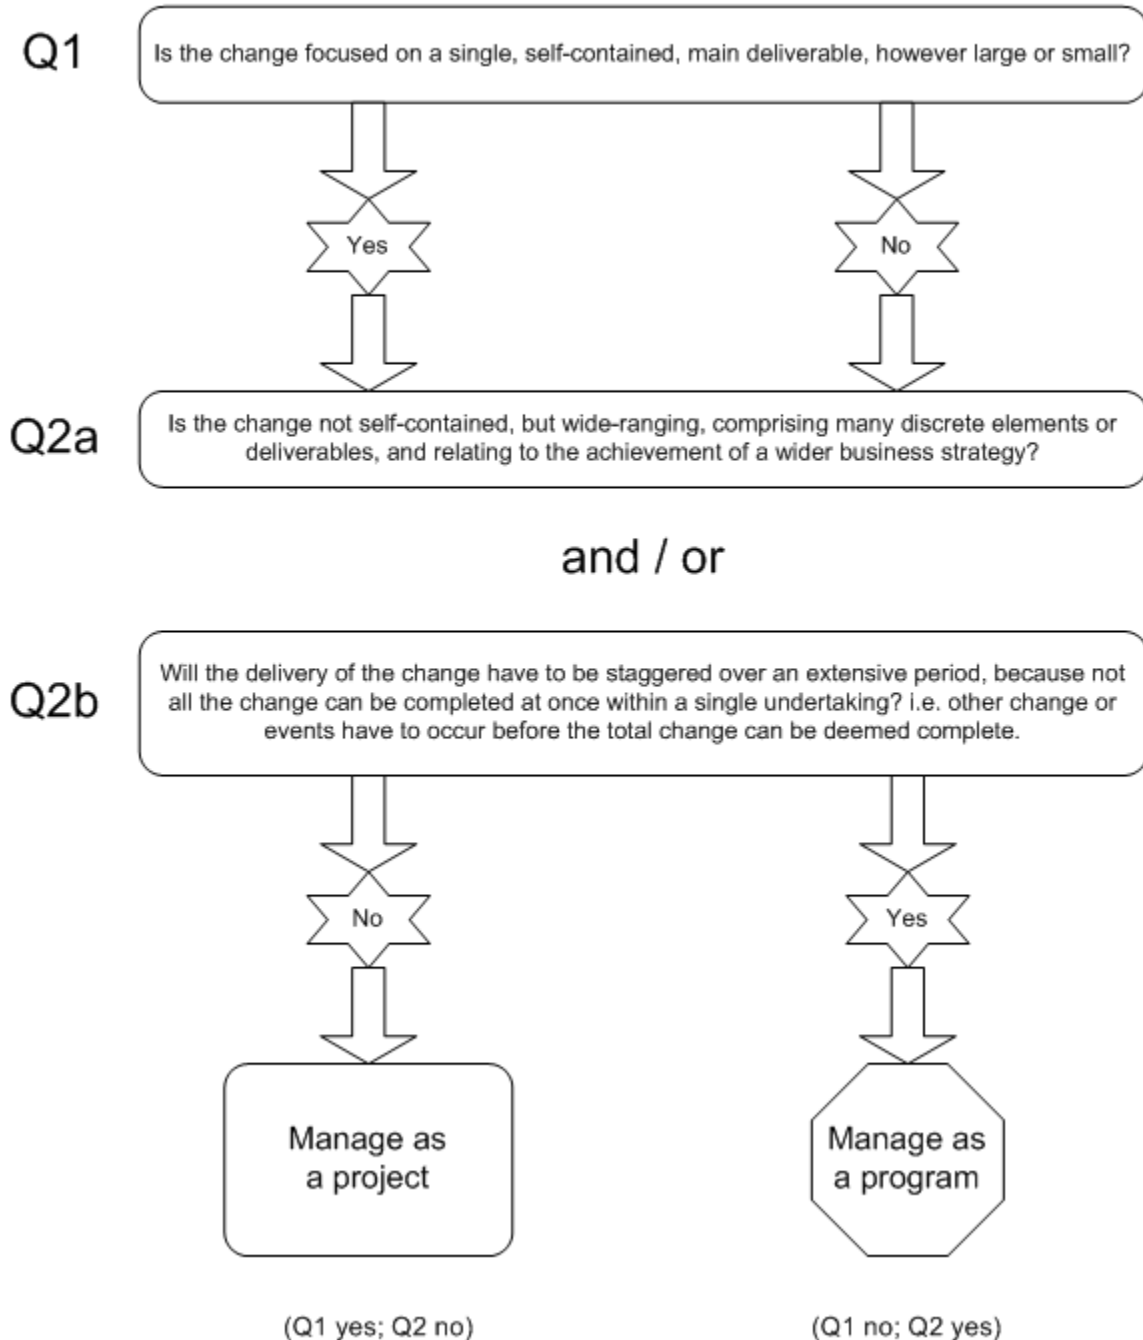 Q1
Is the change focused on a single, self-contained, main deliverable, however large or small?
Yes
No
Q2a
Is the change not self-contained, but wide-ranging, comprising many discrete elements or
deliverables, and relating to the achievement of a wider business strategy?
and / or
Q2b
Will the delivery of the change have to be staggered over an extensive period, because not
all the change can be completed at once within a single undertaking? i.e. other change or
events have to occur before the total change can be deemed complete.
No
Yes
Manage as
a project
Manage as
a program
(Q1 yes; Q2 no)
(Q1 no; Q2 yes)